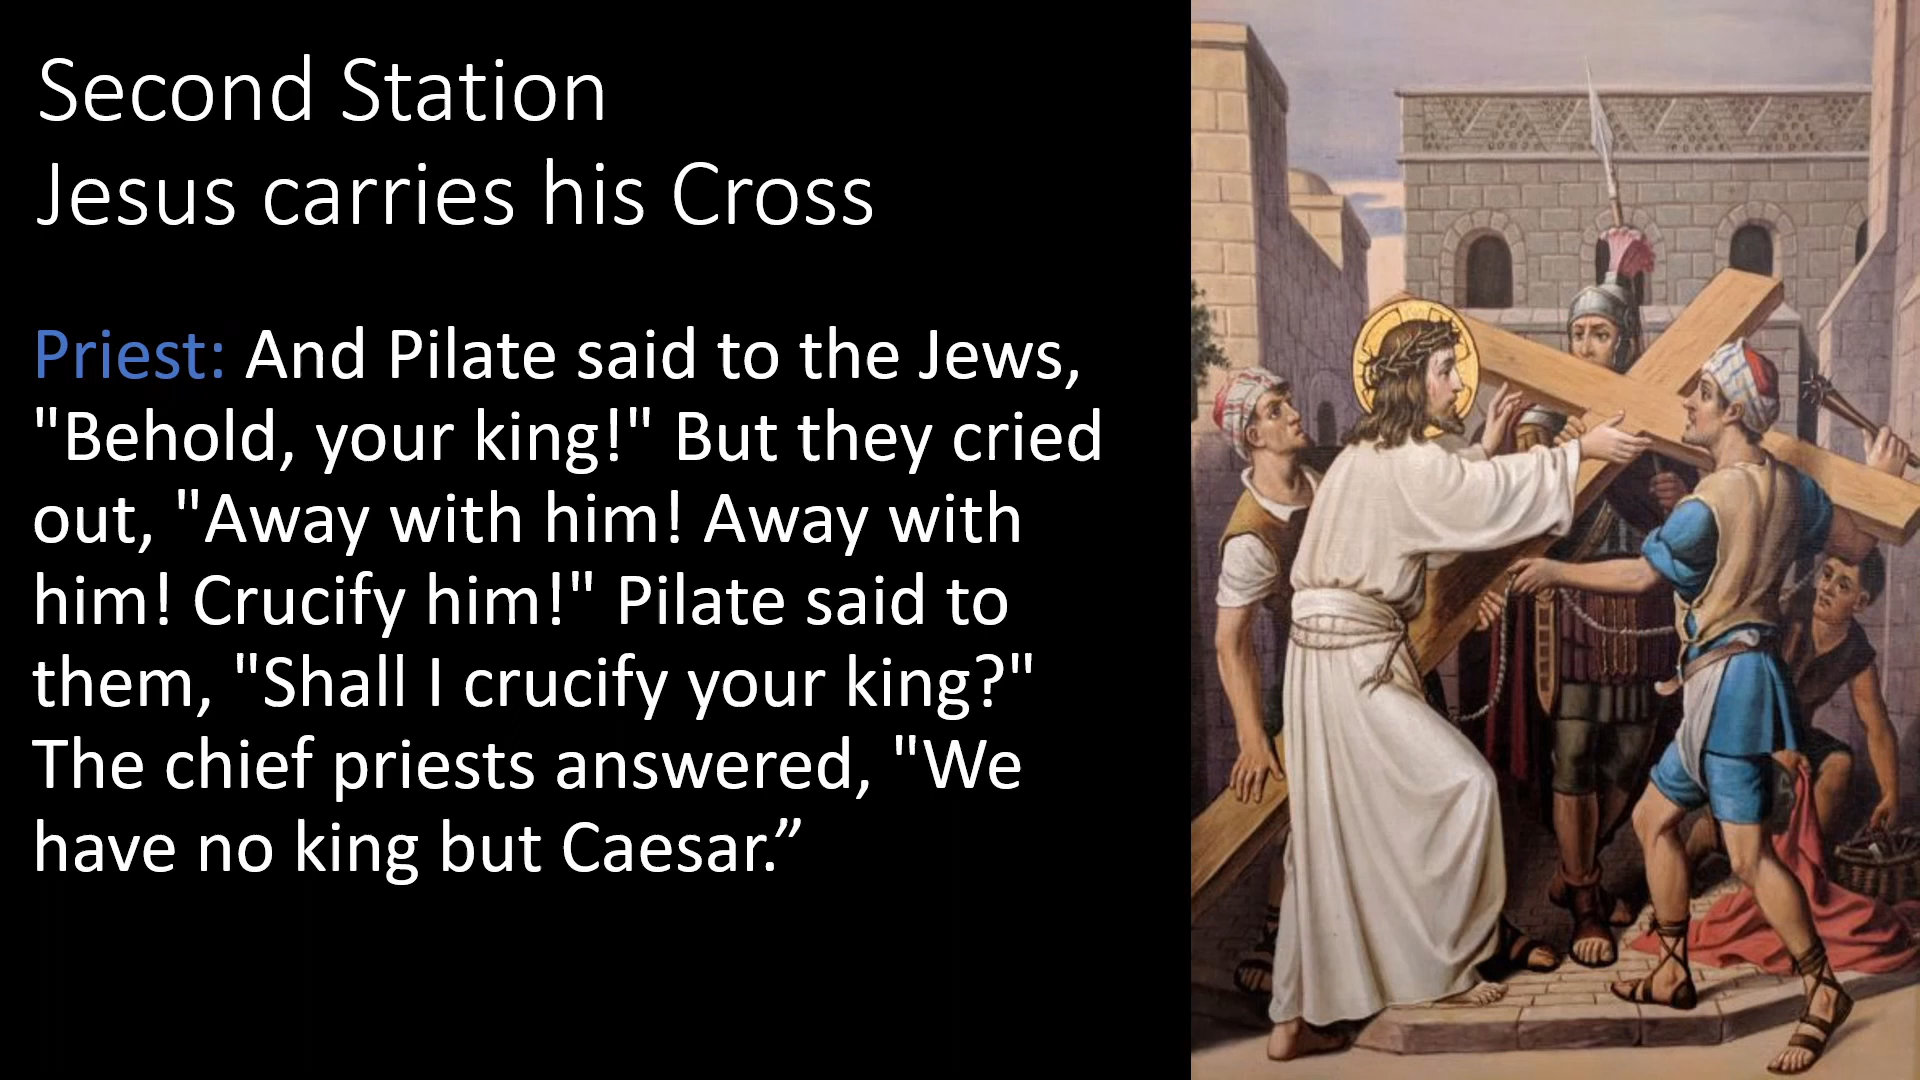 Second Station
Jesus carries his Cross
Priest: And Pilate said to the Jews,
"Behold, your king!" But they cried
out, "Away with him! Away with
him! Crucify him!" Pilate said to
them, "Shall I crucify your king?"
The chief priests answered, "We
have no king but Caesar.”